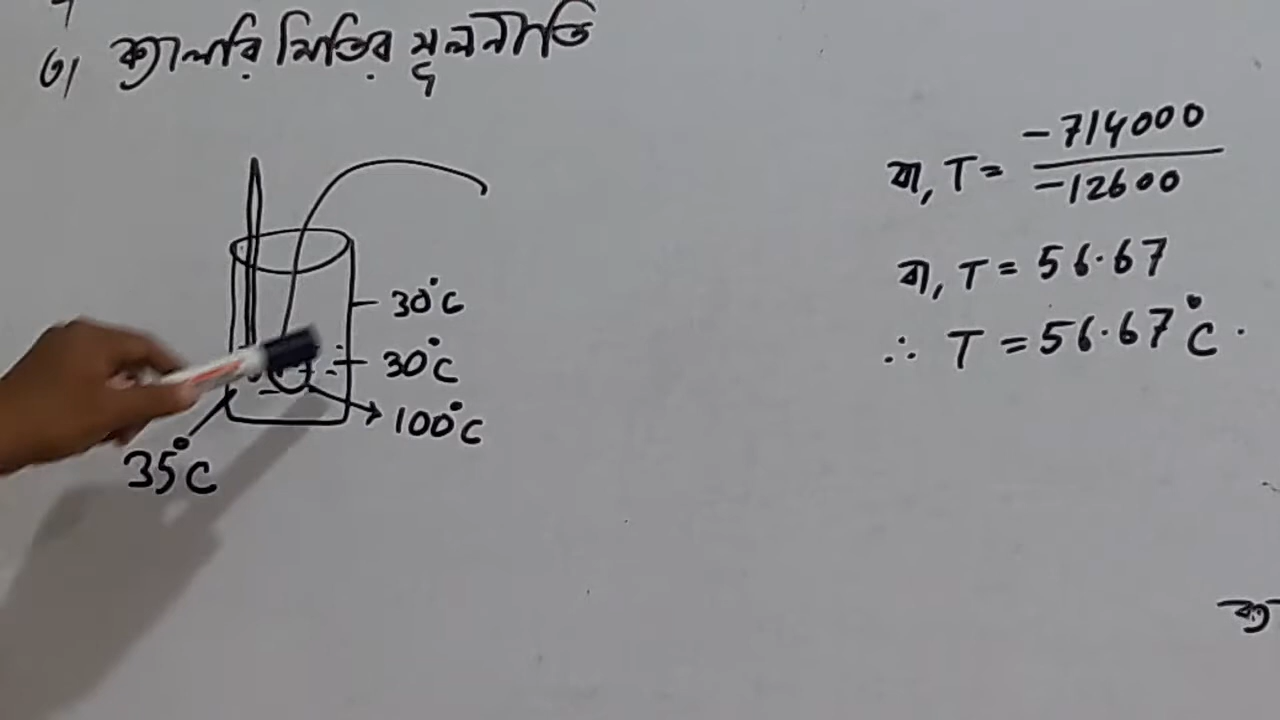 ৩। ক্যালরি মিতির মূলনীতি
30°C
30°C
100°C
35°C
বা, T = -714000 / -12600
বা, T = 56.67
∴ T = 56.67°C.